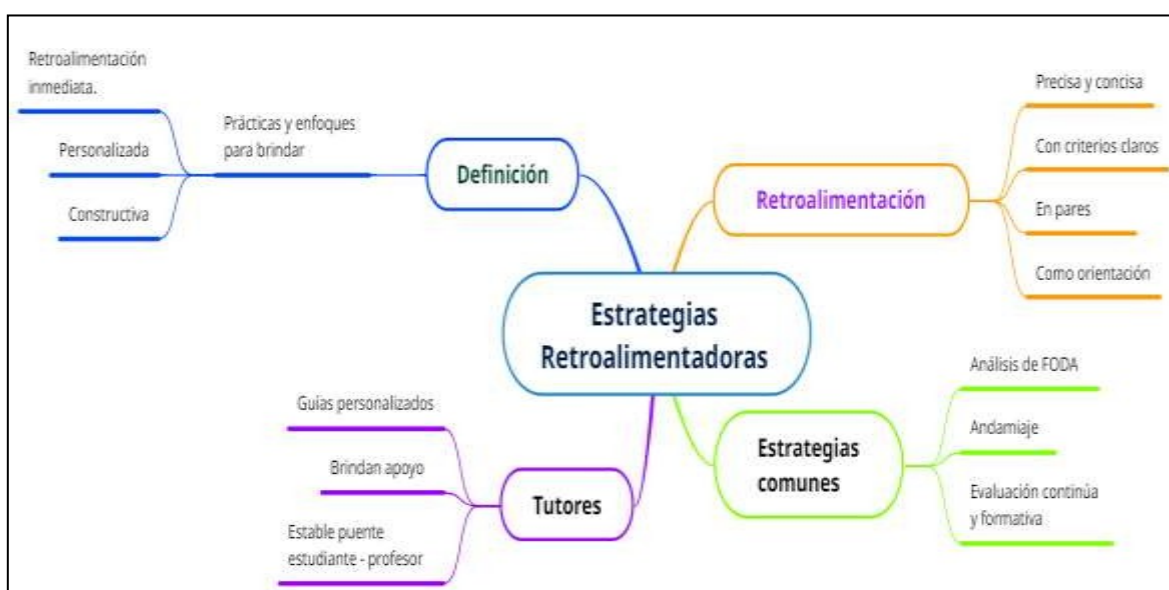 Estrategias
Retroalimentadoras
Definición
Prácticas y enfoques
para brindar
Retroalimentación
inmediata.
Personalizada
Constructiva
Retroalimentación
Precisa y concisa
Con criterios claros
En pares
Como orientación
Tutores
Guías personalizados
Brindan apoyo
Estable puente
estudiante - profesor
Estrategias
comunes
Análisis de FODA
Andamiaje
Evaluación continúa
y formativa